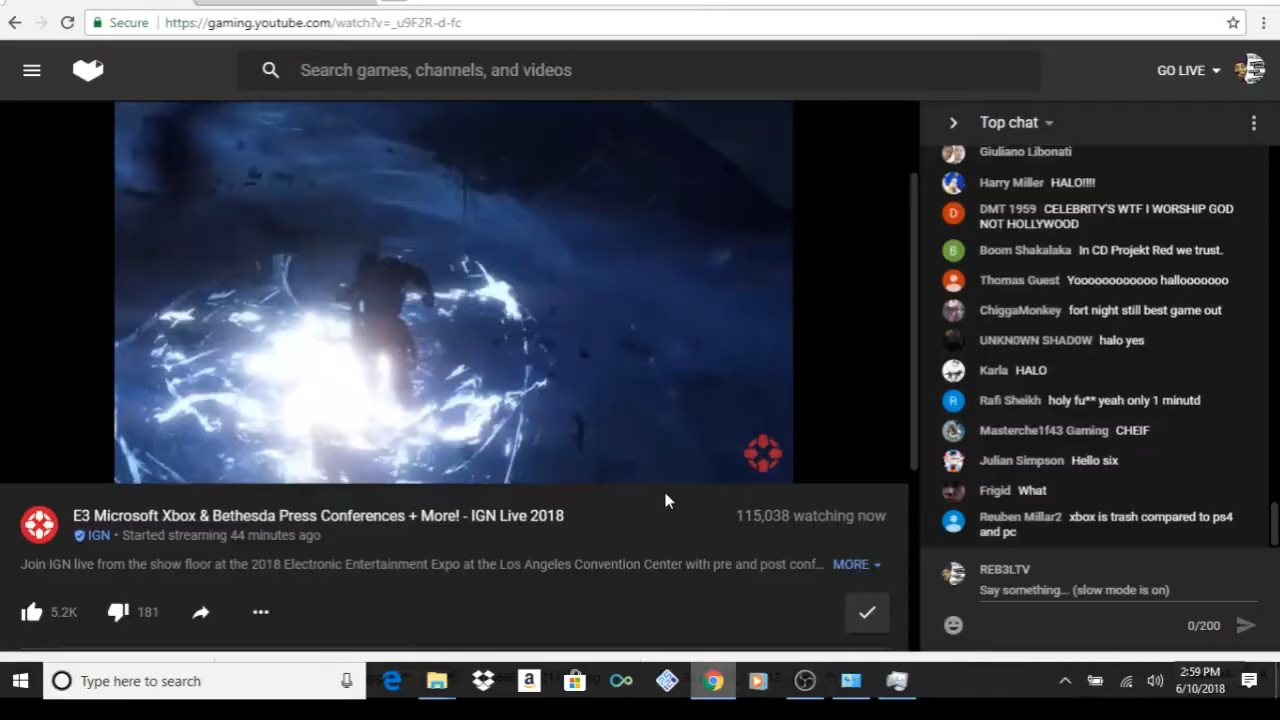 Secure
https://gaming.youtube.com/watch?v=_u9F2R-d-fc
Search games, channels, and videos
GO LIVE
Top chat
Giuliano Libonati
Harry Miller HALO!!!!
DMT 1959 CELEBRITY'S WTF I WORSHIP GOD
NOT HOLLYWOOD
Boom Shakalaka In CD Projekt Red we trust.
Thomas Guest Yoooooooooooo hallooooooo
ChiggaMonkey fort night still best game out
UNKN0WN SHAD0W halo yes
Karla HALO
Rafi Sheikh holy fu** yeah only 1 minutd
Masterche1f43 Gaming CHEIF
Julian Simpson Hello six
Frigid What
Reuben Millar2 xbox is trash compared to ps4
and pc
REB3LTV
Say something... (slow mode is on)
0/200
E3 Microsoft Xbox & Bethesda Press Conferences + More! - IGN Live 2018
115,038 watching now
IGN • Started streaming 44 minutes ago
Join IGN live from the show floor at the 2018 Electronic Entertainment Expo at the Los Angeles Convention Center with pre and post conf... MORE
5.2K
181
Type here to search
2:59 PM
6/10/2018